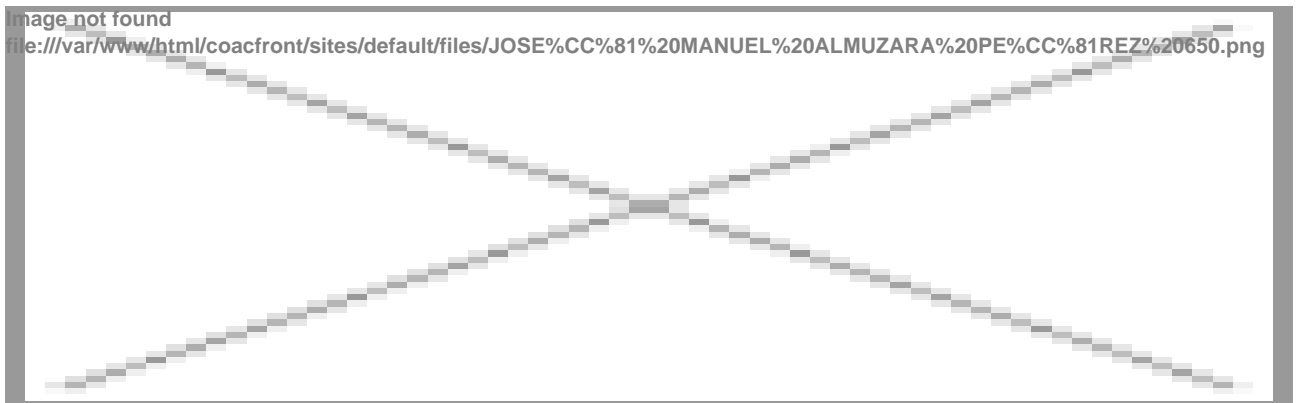 Image not found
file:///var/www/html/coacfront/sites/default/files/JOSE%CC%81%20MANUEL%20ALMUZARA%20PE%CC%81REZ%20650.png